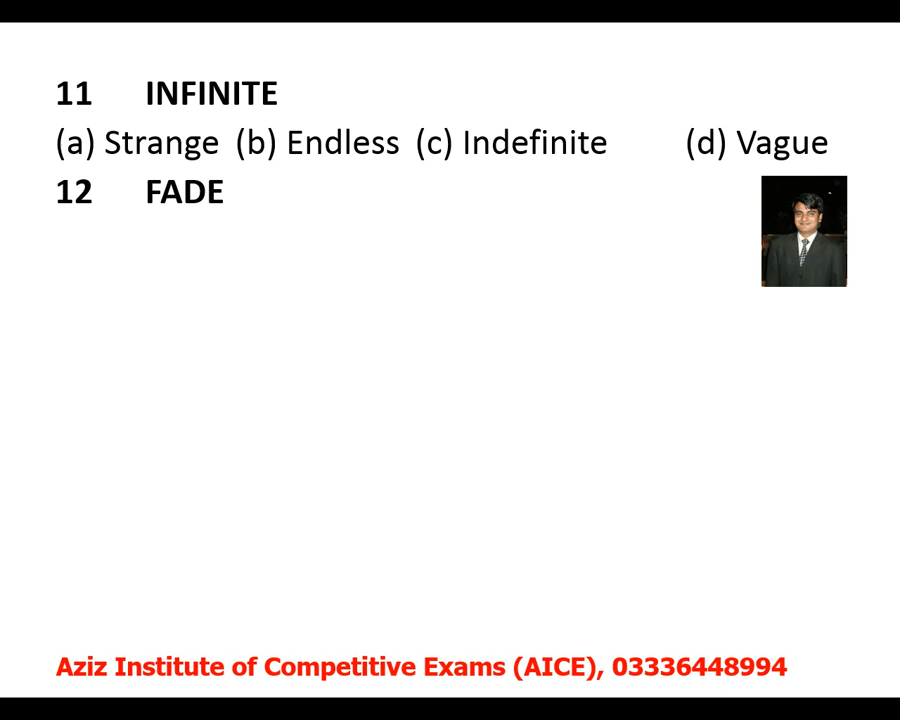 11 INFINITE
(a) Strange (b) Endless (c) Indefinite (d) Vague
12 FADE
Aziz Institute of Competitive Exams (AICE), 03336448994